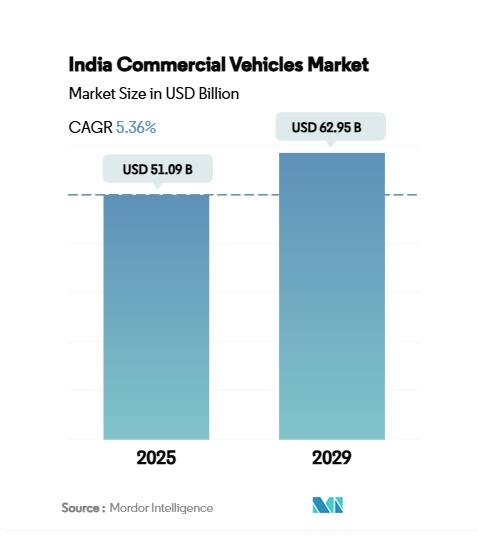 India Commercial Vehicles Market
Market Size in USD Billion
CAGR 5.36%
USD 62.95 B
USD 51.09 B
2025
2029
Source : Mordor Intelligence